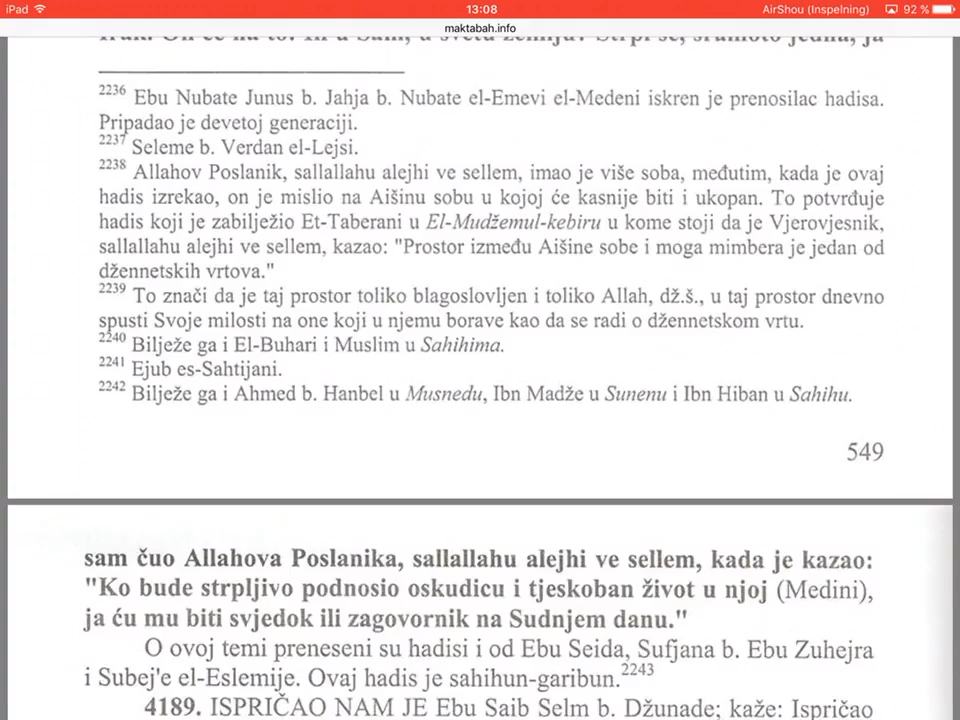 iPad 13:08 AirShou (Inspelning) 92 %
maktabah.info
2236 Ebu Nubate Junus b. Jahja b. Nubate el-Emevi el-Medeni iskren je prenosilac hadisa.
Pripadao je devetoj generaciji.
2237 Seleme b. Verdan el-Lejsi.
2238 Allahov Poslanik, sallallahu alejhi ve sellem, imao je više soba, međutim, kada je ovaj
hadis izrekao, on je mislio na Aišinu sobu u kojoj će kasnije biti i ukopan. To potvrđuje
hadis koji je zabilježio Et-Taberani u El-Mudžemul-kebiru u kome stoji da je Vjerovjesnik,
sallallahu alejhi ve sellem, kazao: "Prostor između Aišine sobe i moga mimbera je jedan od
džennetskih vrtova."
2239 To znači da je taj prostor toliko blagoslovljen i toliko Allah, dž.š., u taj prostor dnevno
spusti Svoje milosti na one koji u njemu borave kao da se radi o džennetskom vrtu.
2240 Bilježe ga i El-Buhari i Muslim u Sahihima.
2241 Ejub es-Sahtijani.
2242 Bilježe ga i Ahmed b. Hanbel u Musnedu, Ibn Madže u Sunenu i Ibn Hiban u Sahihu.
549
sam čuo Allahova Poslanika, sallallahu alejhi ve sellem, kada je kazao:
"Ko bude strpljivo podnosio oskudicu i tjeskoban život u njoj (Medini),
ja ću mu biti svjedok ili zagovornik na Sudnjem danu."
O ovoj temi preneseni su hadisi i od Ebu Seida, Sufjana b. Ebu Zuhejra
i Subej'e el-Eslemije. Ovaj hadis je sahihun-garibun.2243
4189. ISPRIČAO NAM JE Ebu Saib Selm b. Džunade; kaže: Ispričao